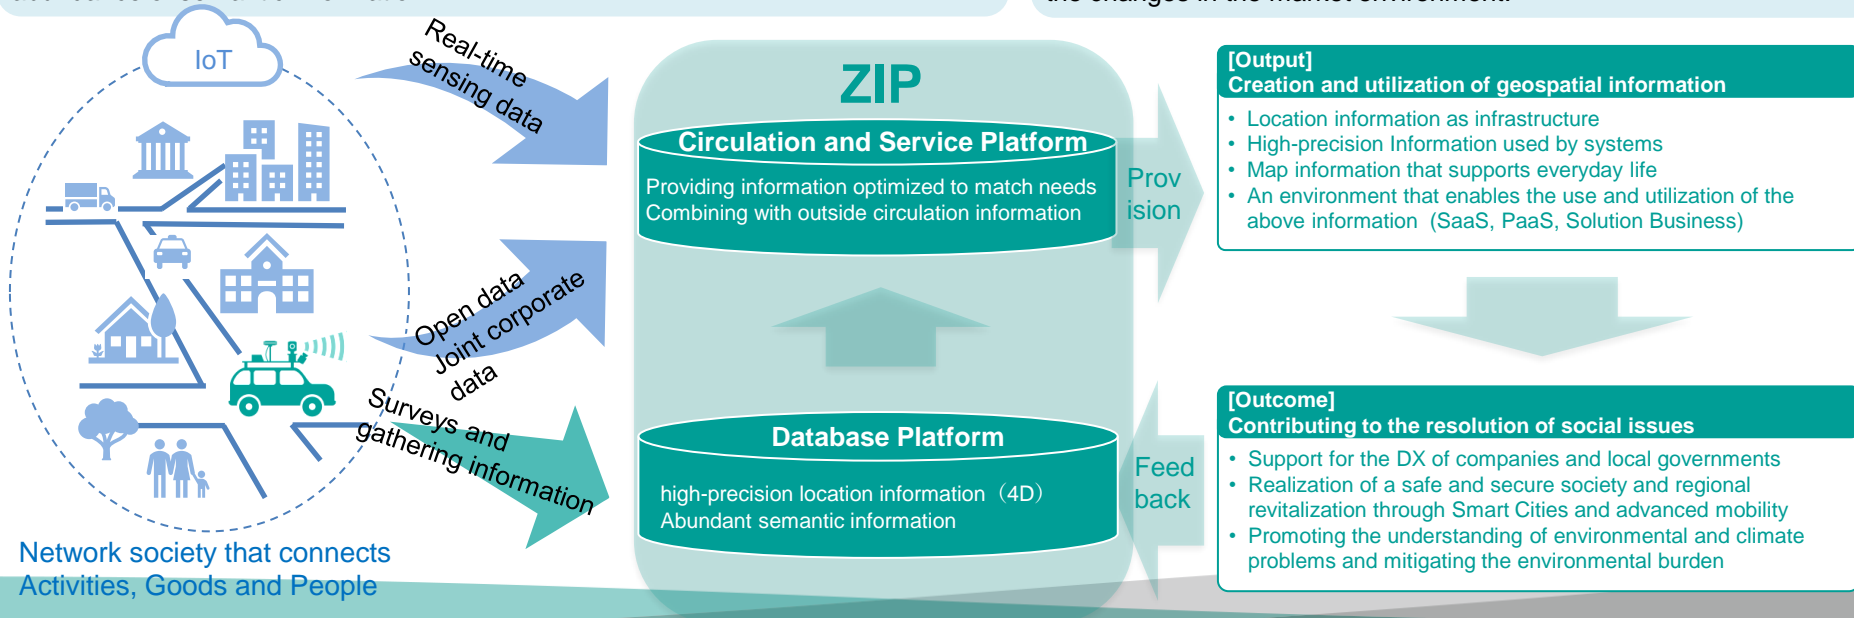 the changes in the market environment.
IoT
Real-time
sensing data
Open data
Joint corporate
data
Surveys and
gathering information
Network society that connects
Activities, Goods and People
ZIP
Circulation and Service Platform
Providing information optimized to match needs
Combining with outside circulation information
Database Platform
high-precision location information（4D）
Abundant semantic information
Prov
ision
Feed
back
[Output]
Creation and utilization of geospatial information
• Location information as infrastructure
• High-precision Information used by systems
• Map information that supports everyday life
• An environment that enables the use and utilization of the
above information (SaaS, PaaS, Solution Business)
[Outcome]
Contributing to the resolution of social issues
• Support for the DX of companies and local governments
• Realization of a safe and secure society and regional
revitalization through Smart Cities and advanced mobility
• Promoting the understanding of environmental and climate
problems and mitigating the environmental burden